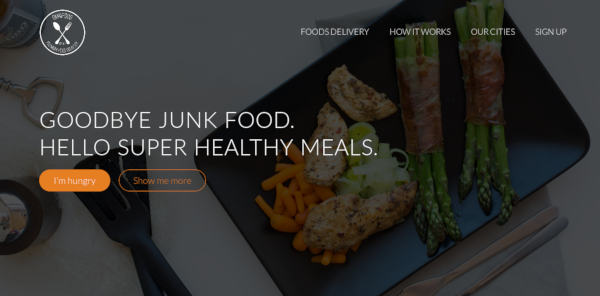 FOODS DELIVERY
HOW IT WORKS
OUR CITIES
SIGN UP
GOODBYE JUNK FOOD.
HELLO SUPER HEALTHY MEALS.
I'm hungry
Show me more